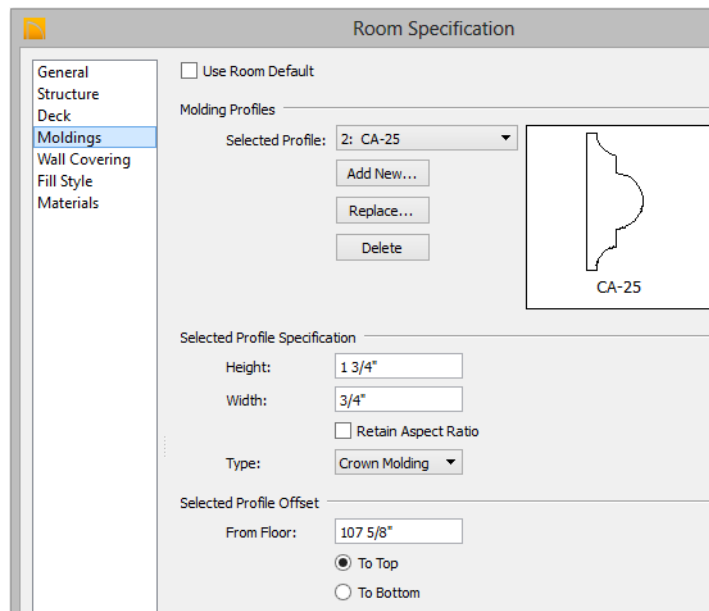 Room Specification
General
Structure
Deck
Moldings
Wall Covering
Fill Style
Materials
Use Room Default
Molding Profiles
Selected Profile: 2: CA-25
Add New...
Replace...
Delete
CA-25
Selected Profile Specification
Height: 1 3/4"
Width: 3/4"
Retain Aspect Ratio
Type: Crown Molding
Selected Profile Offset
From Floor: 107 5/8"
To Top
To Bottom